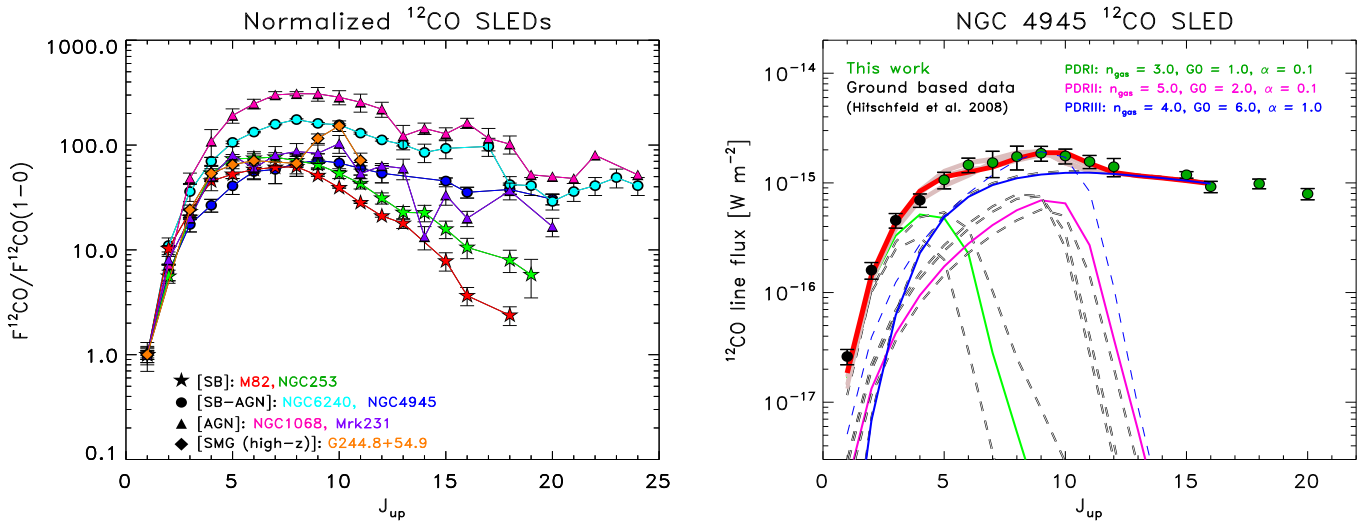 Normalized ¹²CO SLEDs
F¹²CO/F¹²CO(1−0)
1000.0
100.0
10.0
1.0
0.1
★ [SB]: M82, NGC253
● [SB−AGN]: NGC6240, NGC4945
▲ [AGN]: NGC1068, Mrk231
◆ [SMG (high−z)]: G244.8+54.9
0 5 10 15 20 25
J_up
NGC 4945 ¹²CO SLED
¹²CO line flux [W m⁻²]
10⁻¹⁴
10⁻¹⁵
10⁻¹⁶
10⁻¹⁷
This work
Ground based data
(Hitschfeld et al. 2008)
PDRI: n_gas = 3.0, G0 = 1.0, α = 0.1
PDRII: n_gas = 5.0, G0 = 2.0, α = 0.1
PDRIII: n_gas = 4.0, G0 = 6.0, α = 1.0
0 5 10 15 20
J_up